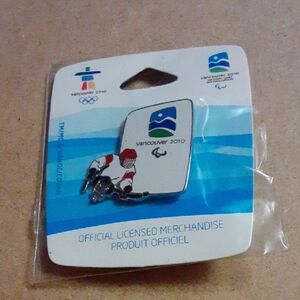 vancouver 2010
vancouver 2010
vancouver 2010
OFFICIAL LICENSED MERCHANDISE
PRODUIT OFFICIEL